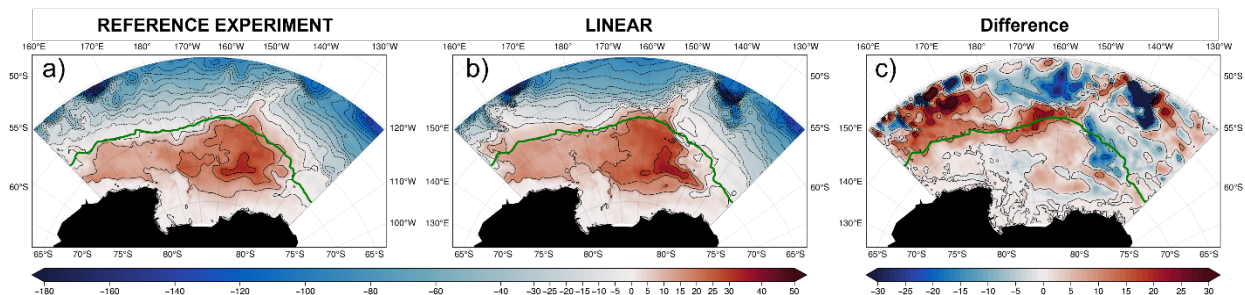 REFERENCE EXPERIMENT LINEAR Difference
160°E 170°E 180° 170°W 160°W 150°W 140°W 130°W 160°E 170°E 180° 170°W 160°W 150°W 140°W 130°W 160°E 170°E 180° 170°W 160°W 150°W 140°W 130°W
a) b) c)
50°S 50°S 50°S
55°S 120°W 150°E 55°S 150°E 55°S
60°S 110°W 140°E 60°S 140°E 60°S
100°W 130°E 130°E
65°S 70°S 75°S 80°S 80°S 75°S 70°S 65°S 65°S 70°S 75°S 80°S 80°S 75°S 70°S 65°S 65°S 70°S 75°S 80°S 80°S 75°S 70°S 65°S
−180 −160 −140 −120 −100 −80 −60 −40 −30 −25 −20 −15 −10 −5 0 5 10 15 20 25 30 40 50 −30 −25 −20 −15 −10 −5 0 5 10 15 20 25 30